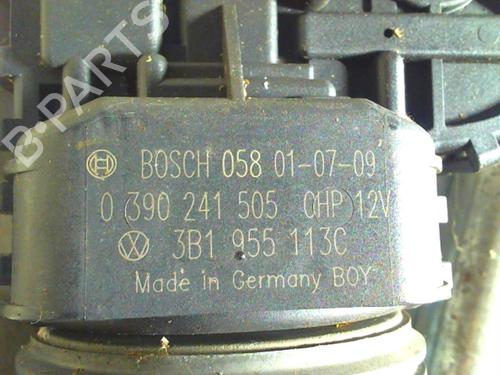 B-PARTS
BOSCH 058 01-07-09
0 390 241 505 CHP 12V
3B1 955 113C
Made in Germany BOY